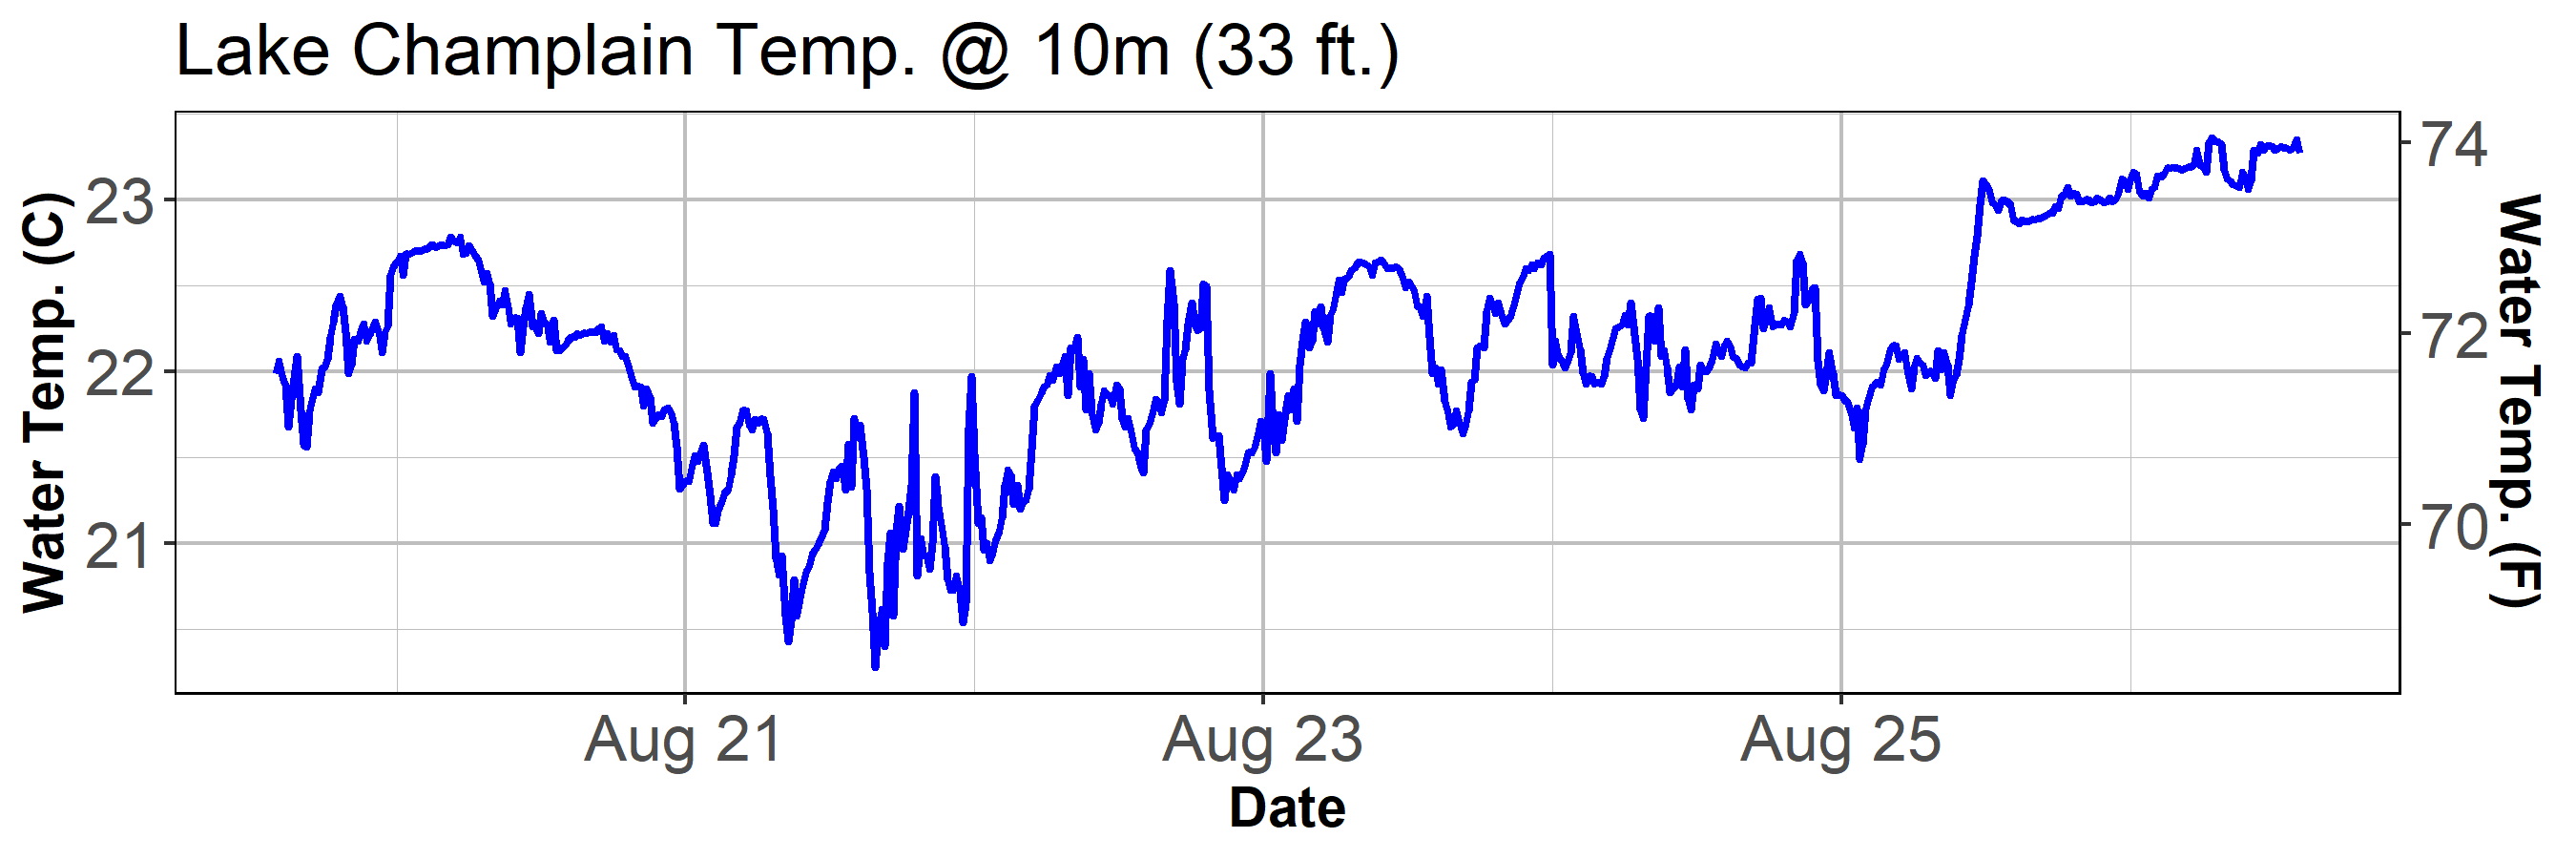 Lake Champlain Temp. @ 10m (33 ft.)
Water Temp. (C)
23
22
21
74
72
70
Water Temp. (F)
Aug 21
Aug 23
Aug 25
Date